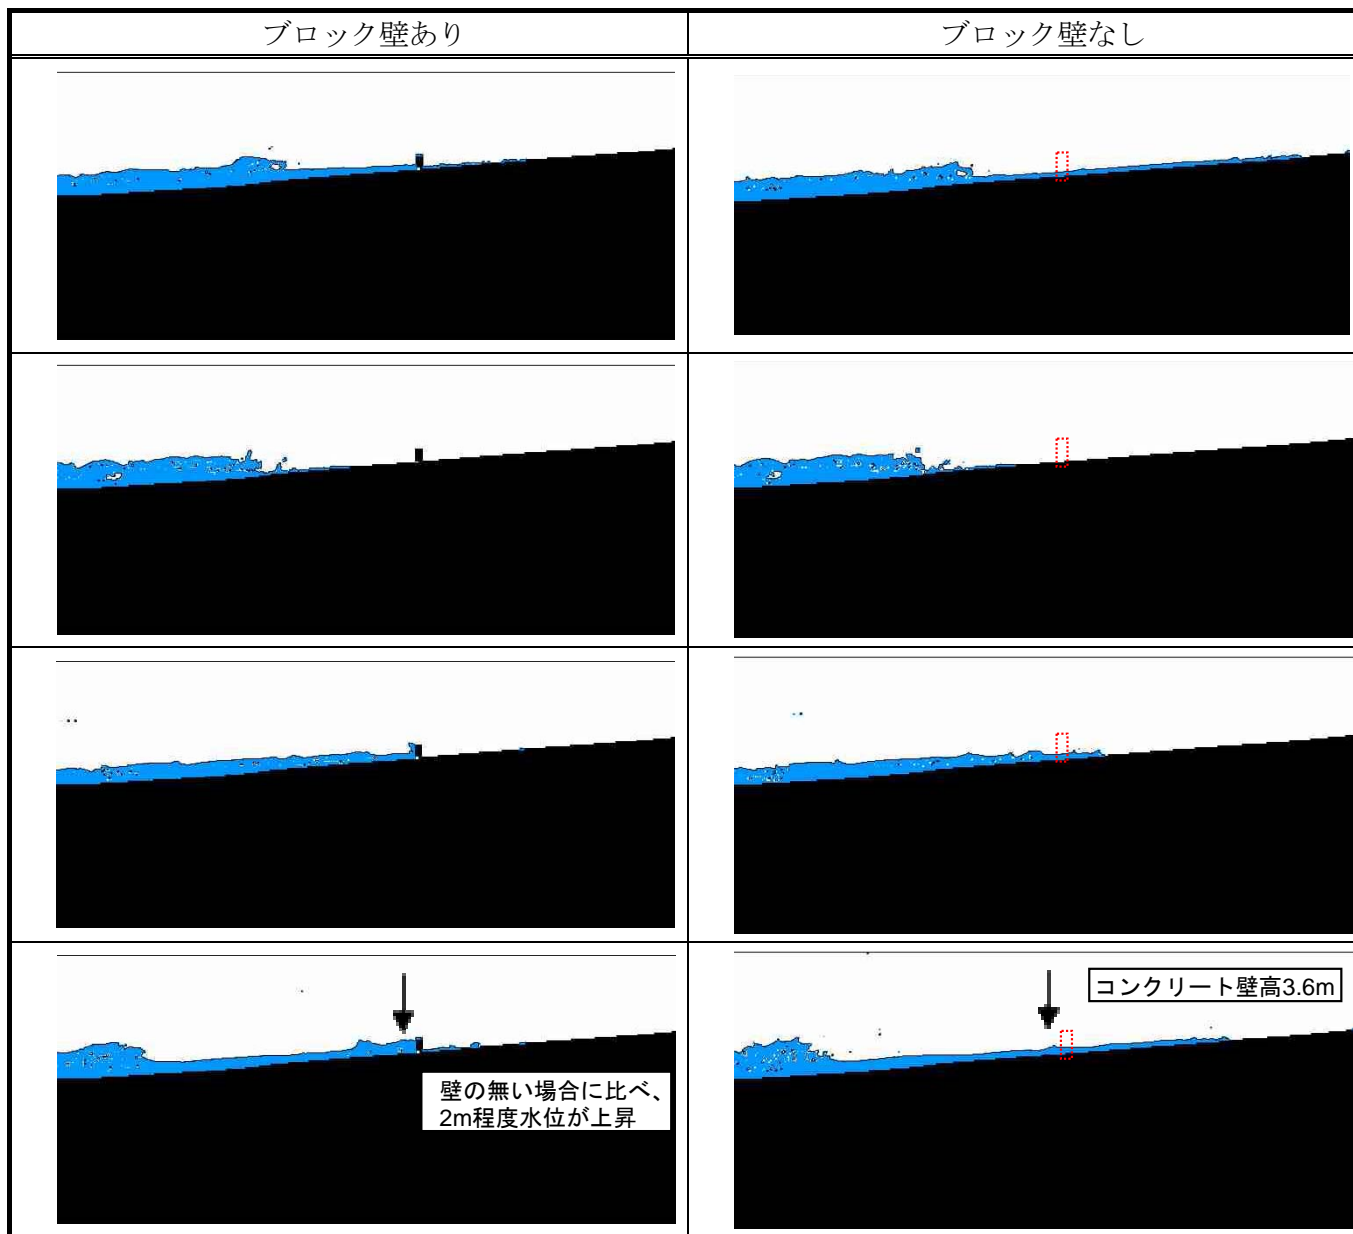 ブロック壁あり
ブロック壁なし
コンクリート壁高3.6m
壁の無い場合に比べ、
2m程度水位が上昇